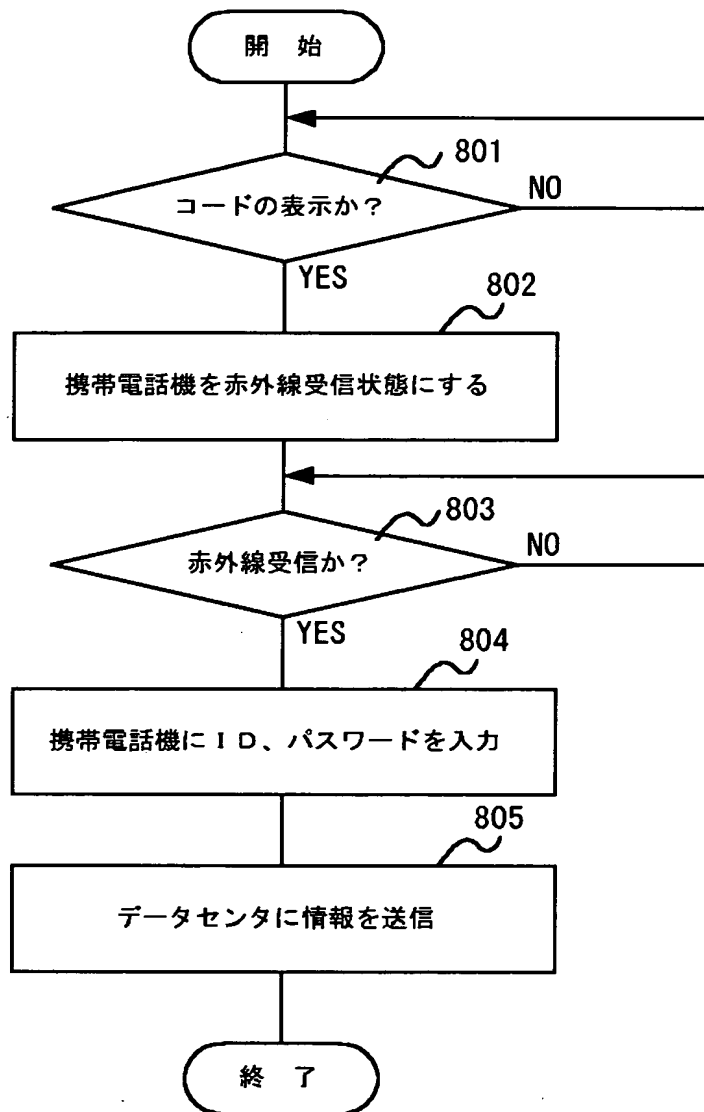 開 始
801
コードの表示か？
NO
YES
802
携帯電話機を赤外線受信状態にする
803
赤外線受信か？
NO
YES
804
携帯電話機にＩＤ、パスワードを入力
805
データセンタに情報を送信
終 了